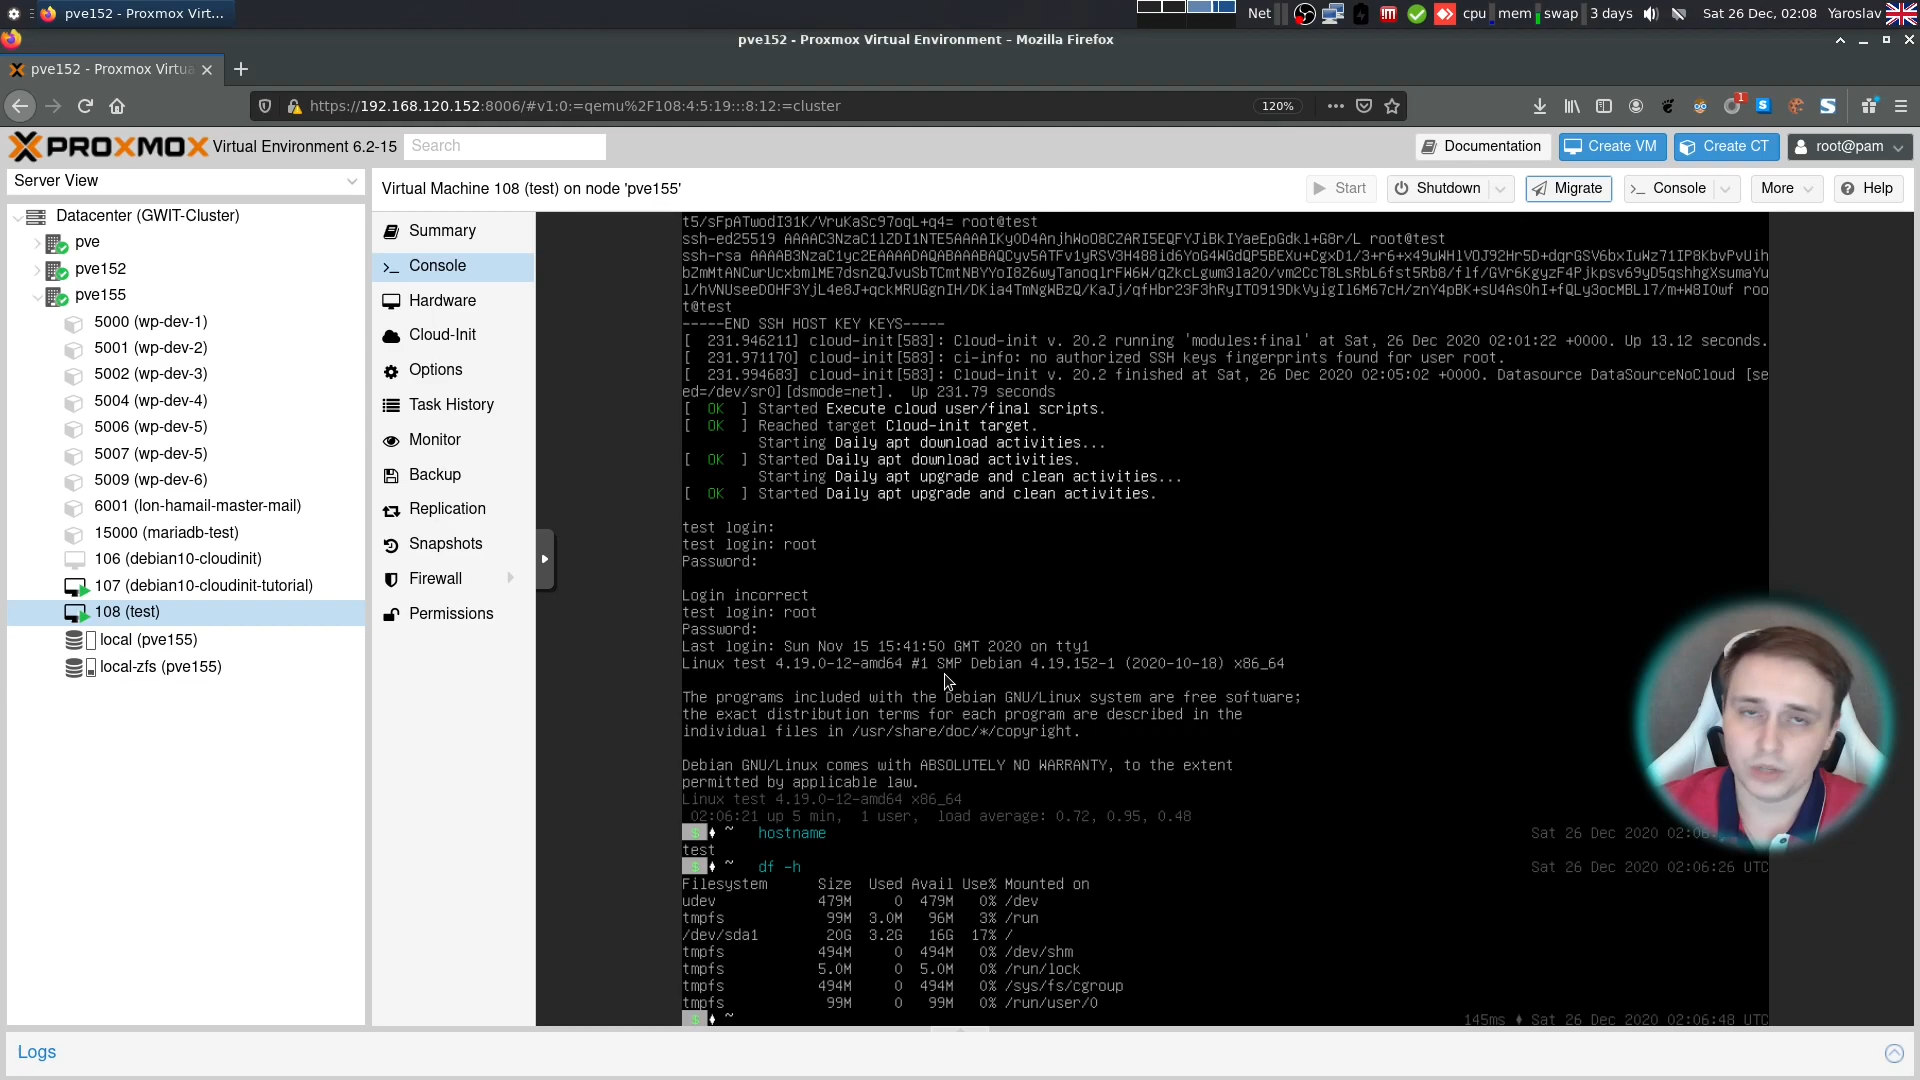 pve152 - Proxmox Virt...
Net
cpu
mem
swap
3 days
Sat 26 Dec, 02:08
Yaroslav
pve152 - Proxmox Virtual Environment - Mozilla Firefox
pve152 - Proxmox Virtua
https://192.168.120.152:8006/#v1:0:=qemu%2F108:4:5:19:::8:12:=cluster
120%
1
PROXMOX
Virtual Environment 6.2-15
Search
Documentation
Create VM
Create CT
root@pam
Server View
Virtual Machine 108 (test) on node 'pve155'
Start
Shutdown
Migrate
Console
More
Help
Datacenter (GWIT-Cluster)
pve
pve152
pve155
5000 (wp-dev-1)
5001 (wp-dev-2)
5002 (wp-dev-3)
5004 (wp-dev-4)
5006 (wp-dev-5)
5007 (wp-dev-5)
5009 (wp-dev-6)
6001 (lon-hamail-master-mail)
15000 (mariadb-test)
106 (debian10-cloudinit)
107 (debian10-cloudinit-tutorial)
108 (test)
local (pve155)
local-zfs (pve155)
Summary
Console
Hardware
Cloud-Init
Options
Task History
Monitor
Backup
Replication
Snapshots
Firewall
Permissions
root@test
ssh-ed25519 root@test
ssh-rsa
roo
t@test
-----END SSH HOST KEY KEYS-----
[  231.946211] cloud-init[583]: Cloud-init v. 20.2 running 'modules:final' at Sat, 26 Dec 2020 02:01:22 +0000. Up 13.12 seconds.
[  231.971170] cloud-init[583]: ci-info: no authorized SSH keys fingerprints found for user root.
[  231.994683] cloud-init[583]: Cloud-init v. 20.2 finished at Sat, 26 Dec 2020 02:05:02 +0000. Datasource DataSourceNoCloud [se
ed=/dev/sr0][dsmode=net].  Up 231.79 seconds
[  OK  ] Started Execute cloud user/final scripts.
[  OK  ] Reached target Cloud-init target.
Starting Daily apt download activities...
[  OK  ] Started Daily apt download activities.
Starting Daily apt upgrade and clean activities...
[  OK  ] Started Daily apt upgrade and clean activities.
test login:
test login: root
Password:
Login incorrect
test login: root
Password:
Last login: Sun Nov 15 15:41:50 GMT 2020 on tty1
Linux test 4.19.0-12-amd64 #1 SMP Debian 4.19.152-1 (2020-10-18) x86_64
The programs included with the Debian GNU/Linux system are free software;
the exact distribution terms for each program are described in the
individual files in /usr/share/doc/*/copyright.
Debian GNU/Linux comes with ABSOLUTELY NO WARRANTY, to the extent
permitted by applicable law.
Linux test 4.19.0-12-amd64 x86_64
02:06:21 up 5 min,  1 user,  load average: 0.72, 0.95, 0.48
$ ~ hostname Sat 26 Dec 2020
test
$ ~ df -h Sat 26 Dec 2020 02:06:26 UTC
Filesystem      Size  Used Avail Use% Mounted on
udev            479M     0  479M   0% /dev
tmpfs            99M  3.0M   96M   3% /run
/dev/sda1        20G  3.2G   16G  17% /
tmpfs           494M     0  494M   0% /dev/shm
tmpfs           5.0M     0  5.0M   0% /run/lock
tmpfs           494M     0  494M   0% /sys/fs/cgroup
tmpfs            99M     0   99M   0% /run/user/0
$ ~ 145ms Sat 26 Dec 2020 02:06:48 UTC
Logs